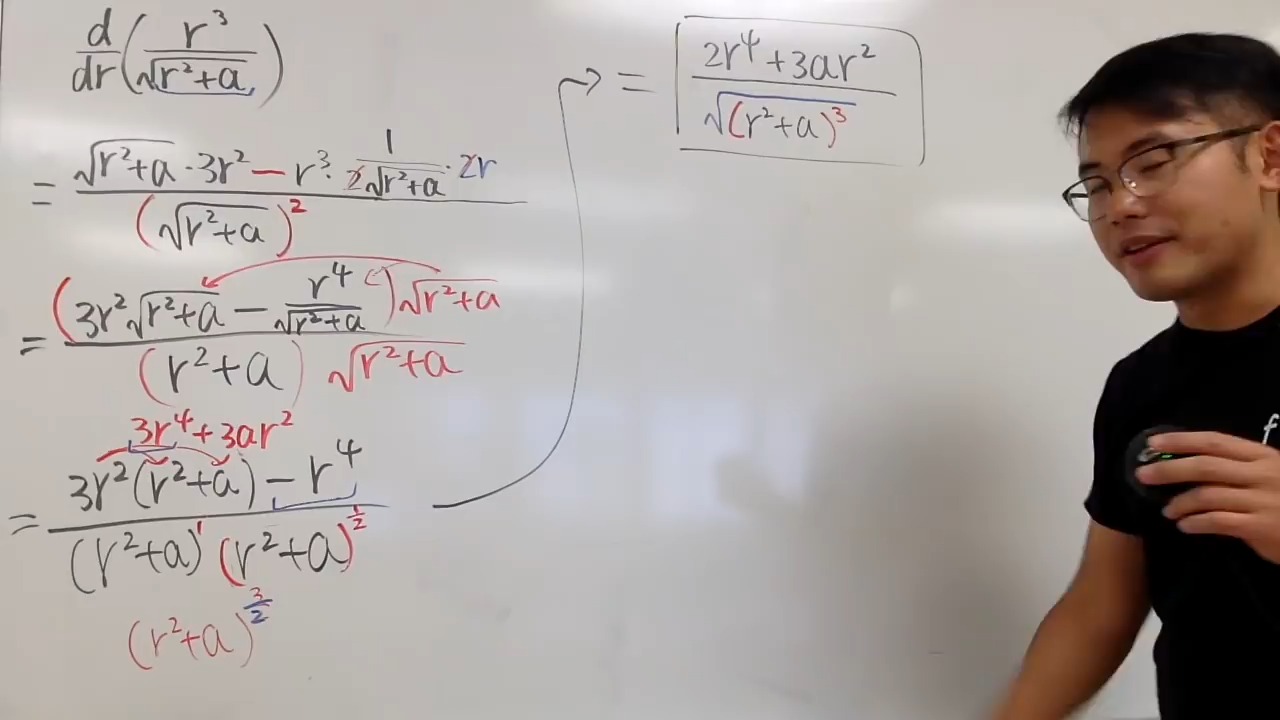 d/dr (r³/√(r²+a))
= (√(r²+a) · 3r² − r³ · 1/(2√(r²+a)) · 2r)/(√(r²+a))²
= (3r²√(r²+a) − r⁴/√(r²+a))√(r²+a)/((r²+a) √(r²+a))
3r⁴+3ar²
= (3r²(r²+a) − r⁴)/((r²+a)¹ (r²+a)^(1/2))
(r²+a)^(3/2)
= (2r⁴+3ar²)/√((r²+a)³)
f